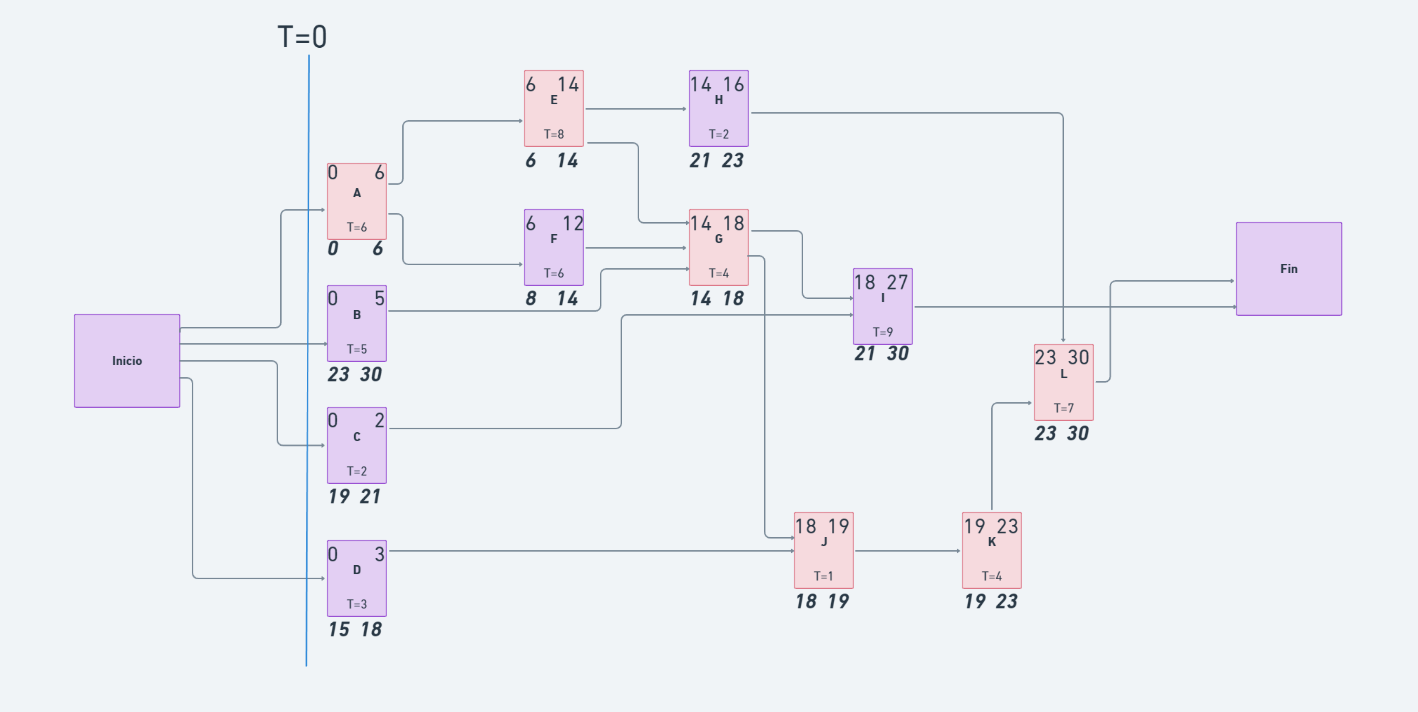 T=0
6 14
E
T=8
6 14
14 16
H
T=2
21 23
0 6
A
T=6
0 6
6 12
F
T=6
8 14
14 18
G
T=4
14 18
Fin
18 27
I
T=9
21 30
0 5
B
T=5
23 30
Inicio
23 30
L
T=7
23 30
0 2
C
T=2
19 21
18 19
J
T=1
18 19
19 23
K
T=4
19 23
0 3
D
T=3
15 18